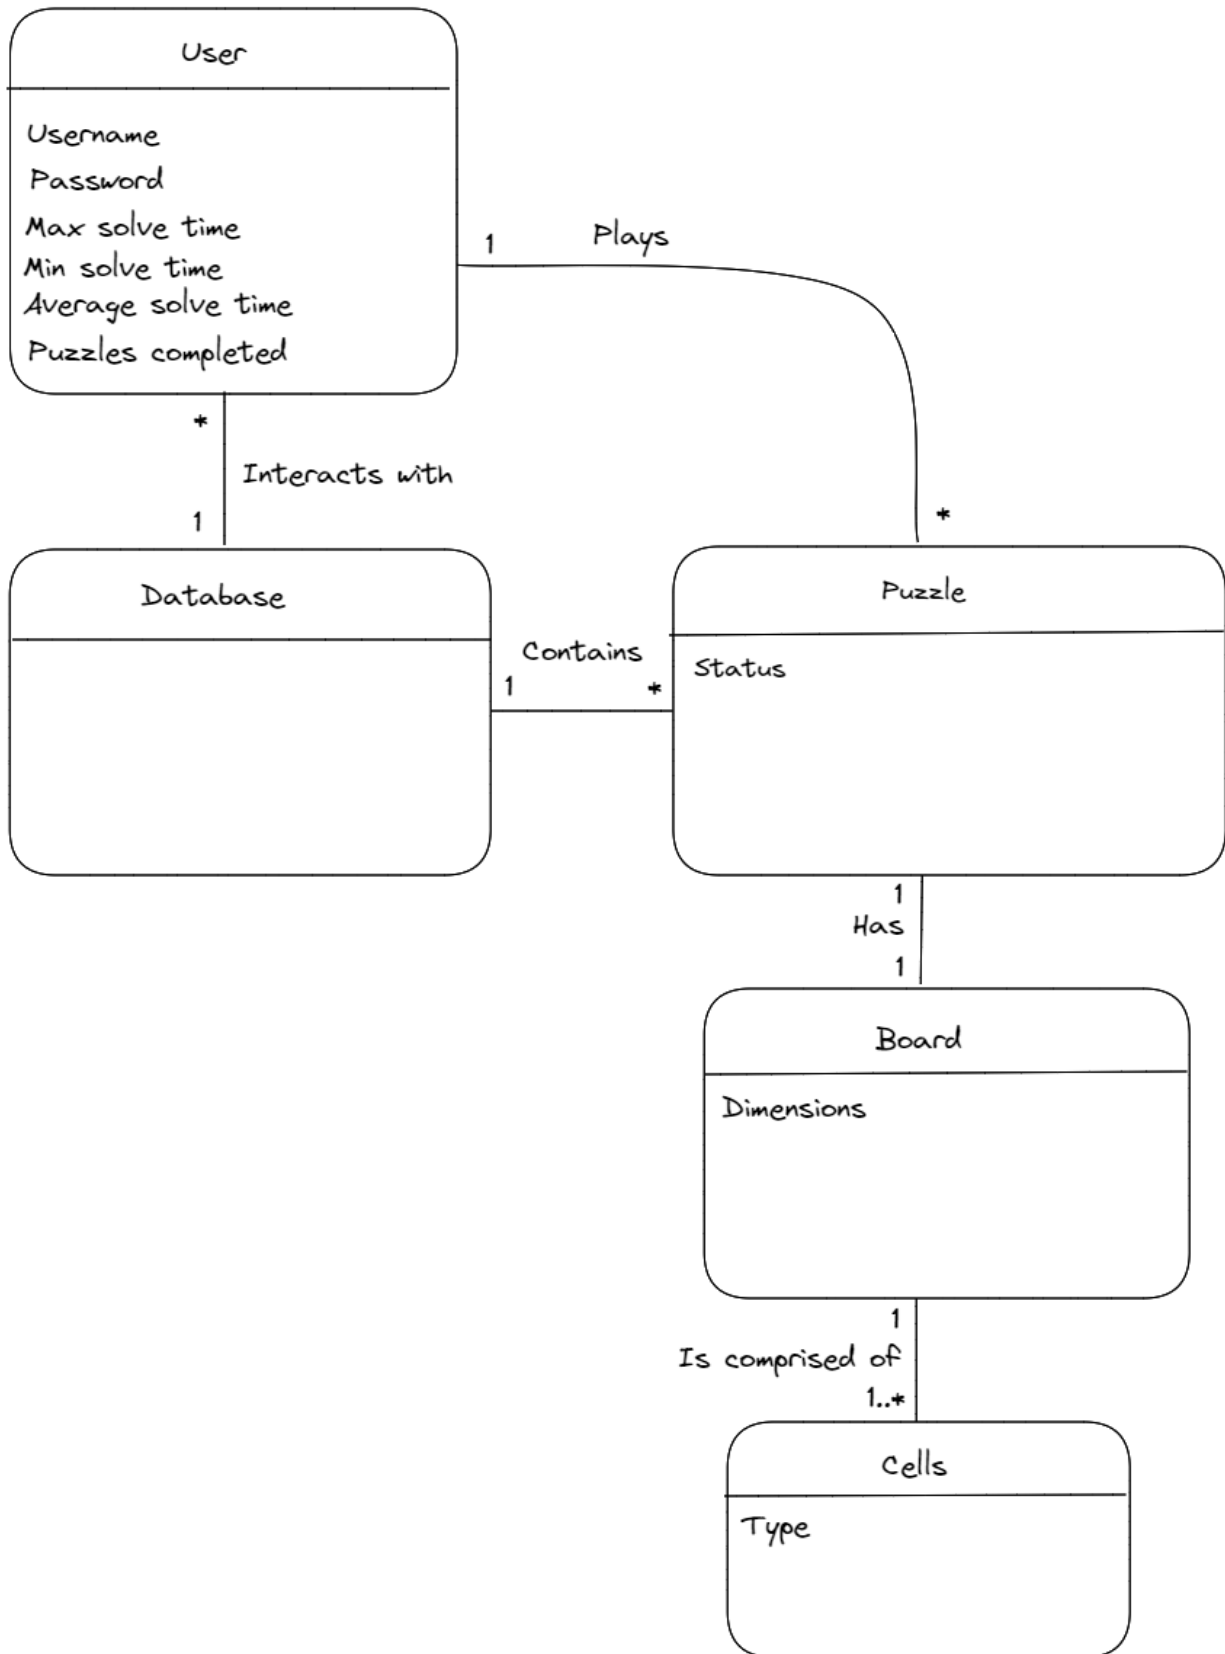 User
Username
Password
Max solve time
Min solve time
Average solve time
Puzzles completed
1
Plays
*
*
Interacts with
1
Database
Contains
1
*
Puzzle
Status
1
Has
1
Board
Dimensions
1
Is comprised of
1..*
Cells
Type